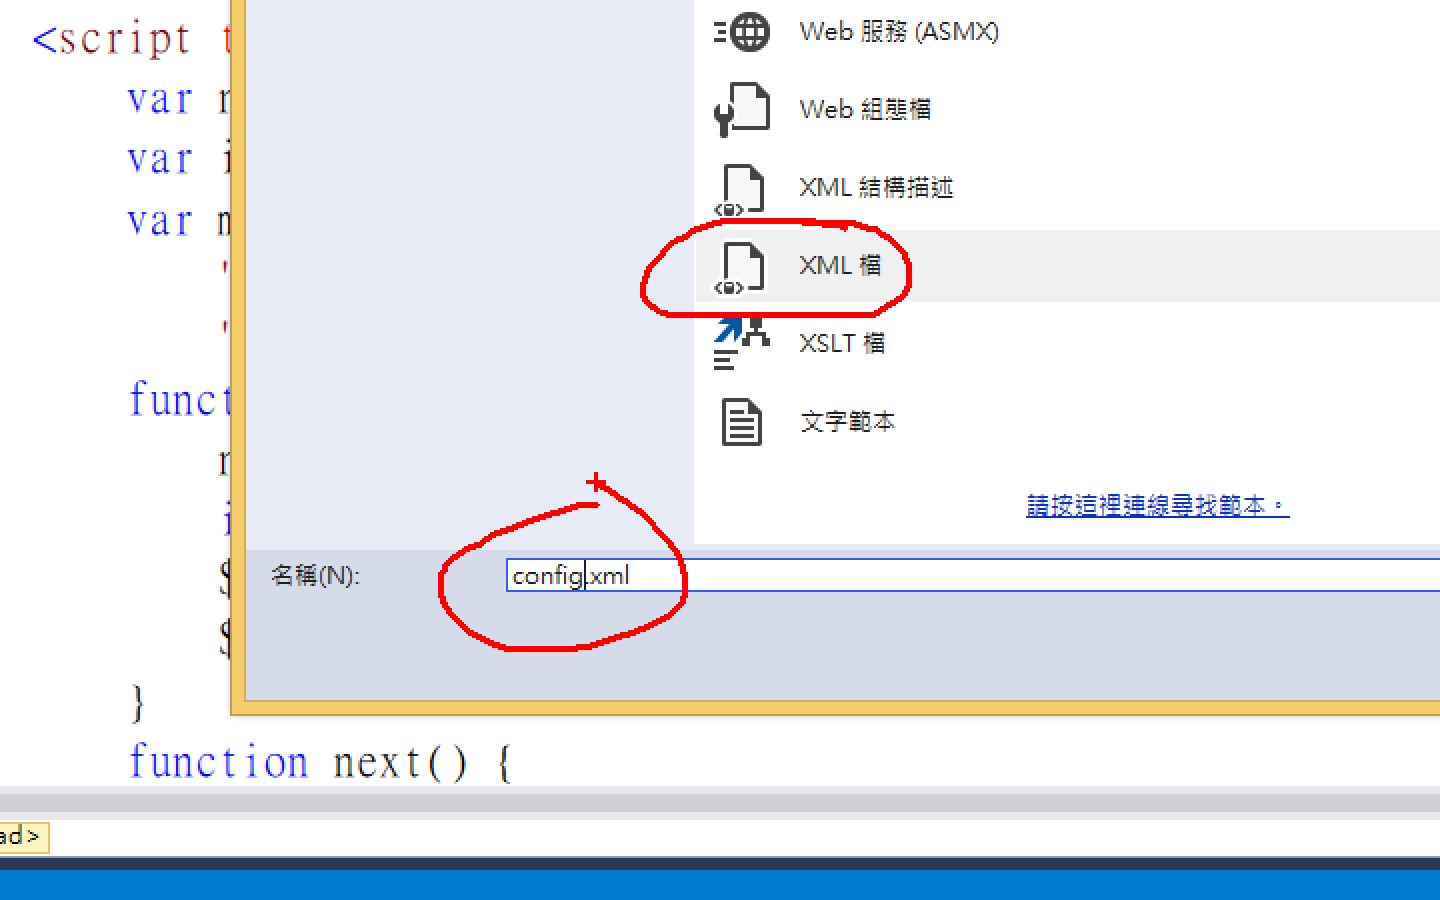 <script t
var
var i
var
"
"
funct
i
$
$
}
function next() {
Web 服務 (ASMX)
Web 組態檔
XML 結構描述
XML 檔
XSLT 檔
文字範本
請按這裡連線尋找範本。
名稱(N):
config.xml
ad>